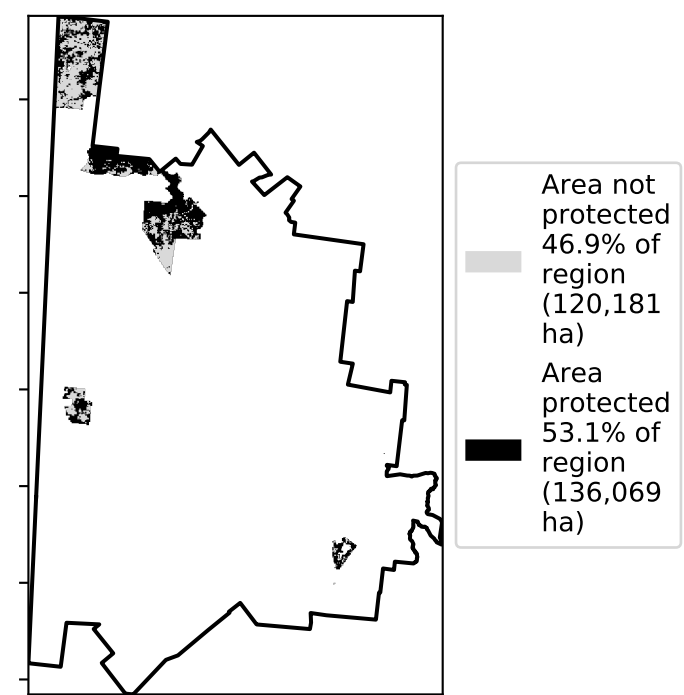 Area not
protected
46.9% of
region
(120,181
ha)
Area
protected
53.1% of
region
(136,069
ha)